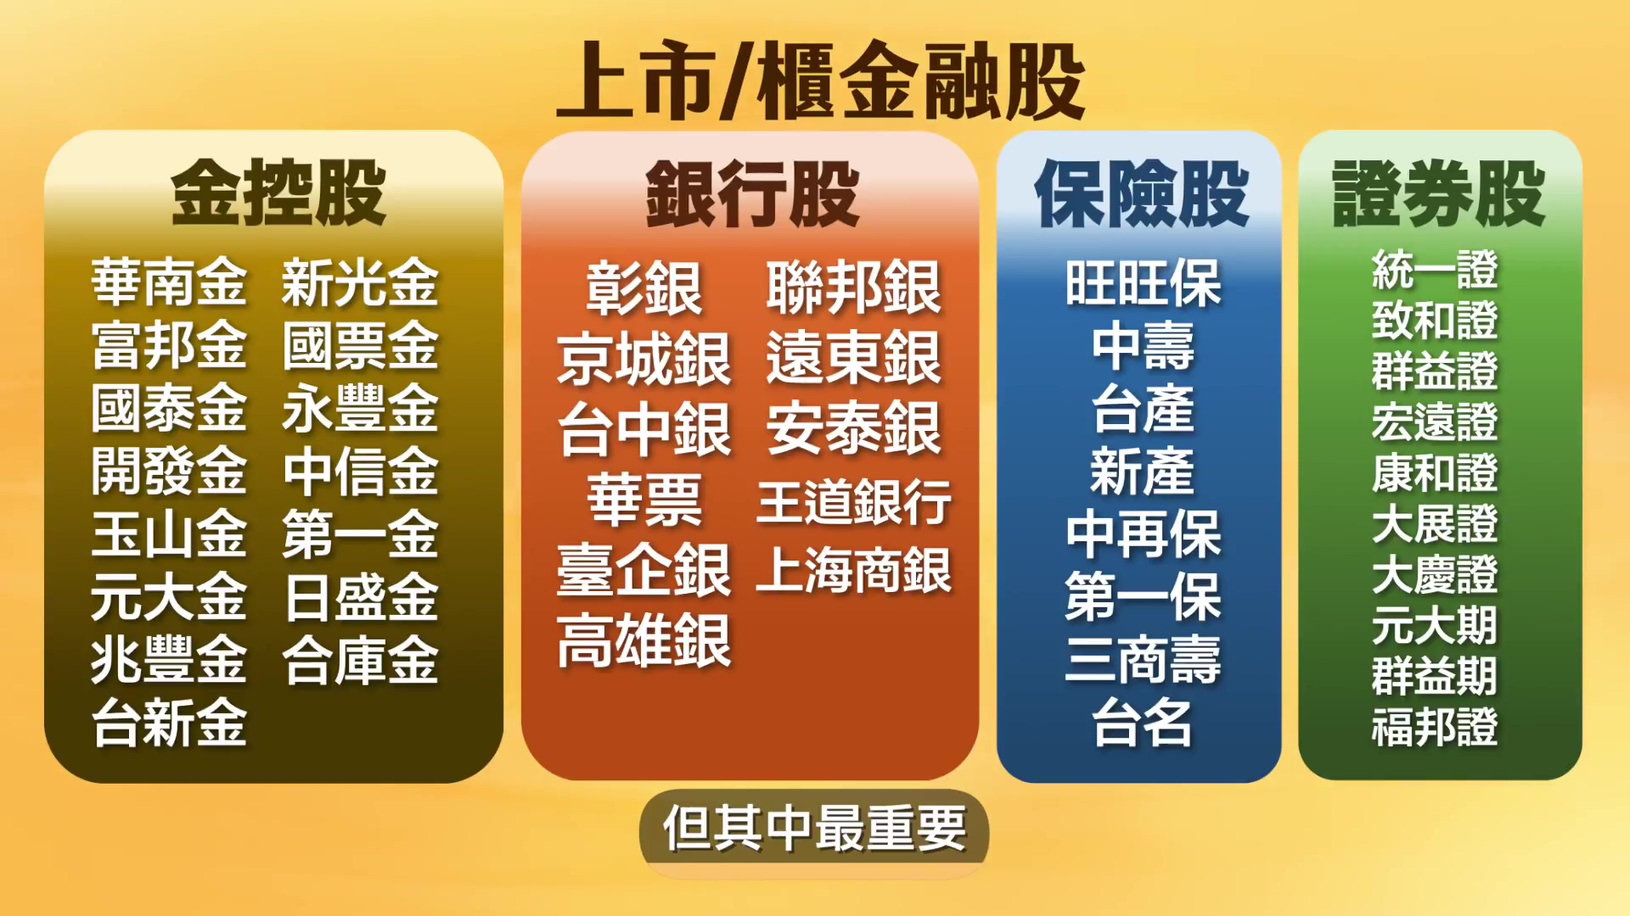 上市/櫃金融股
金控股
華南金 新光金
富邦金 國票金
國泰金 永豐金
開發金 中信金
玉山金 第一金
元大金 日盛金
兆豐金 合庫金
台新金
銀行股
彰銀 聯邦銀
京城銀 遠東銀
台中銀 安泰銀
華票 王道銀行
臺企銀 上海商銀
高雄銀
保險股
旺旺保
中壽
台產
新產
中再保
第一保
三商壽
台名
證券股
統一證
致和證
群益證
宏遠證
康和證
大展證
大慶證
元大期
群益期
福邦證
但其中最重要